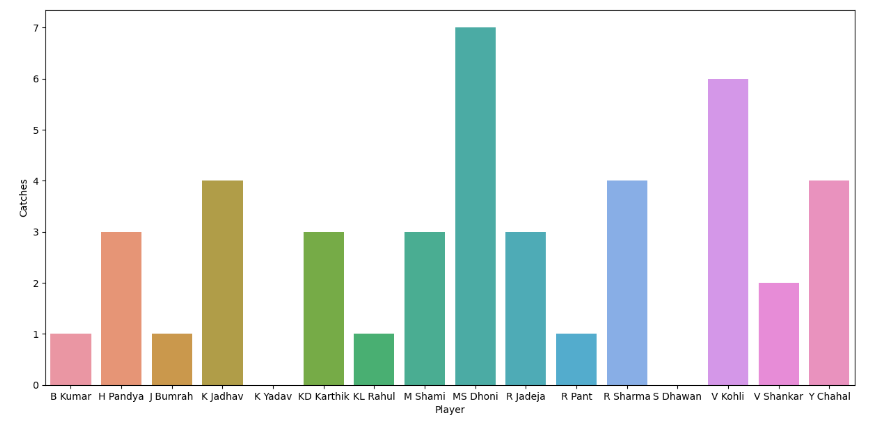 7
6
5
4
3
2
1
0
Catches
B Kumar H Pandya J Bumrah K Jadhav K Yadav KD Karthik KL Rahul M Shami MS Dhoni R Jadeja R Pant R Sharma S Dhawan V Kohli V Shankar Y Chahal
Player